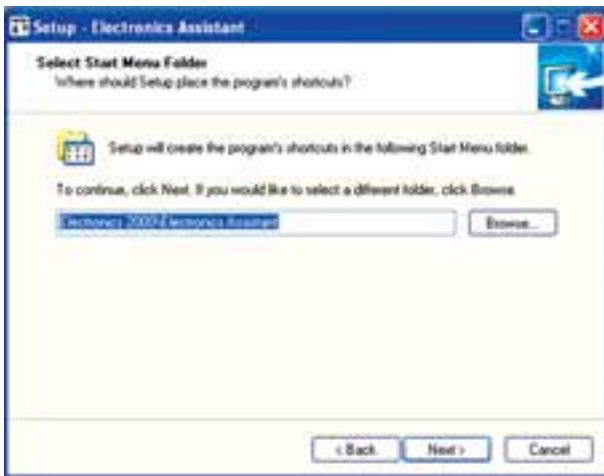 Setup - Electronics Assistant
Select Start Menu Folder
Where should Setup place the program's shortcuts?
Setup will create the program's shortcuts in the following Start Menu folder.
To continue, click Next. If you would like to select a different folder, click Browse.
Electronics 2000\Electronics Assistant
Browse...
< Back
Next >
Cancel